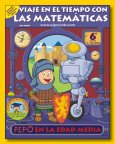 VIAJE EN EL TIEMPO CON
LAS MATEMÁTICAS
www.pipoclub.com
6
PIPO EN LA EDAD MEDIA